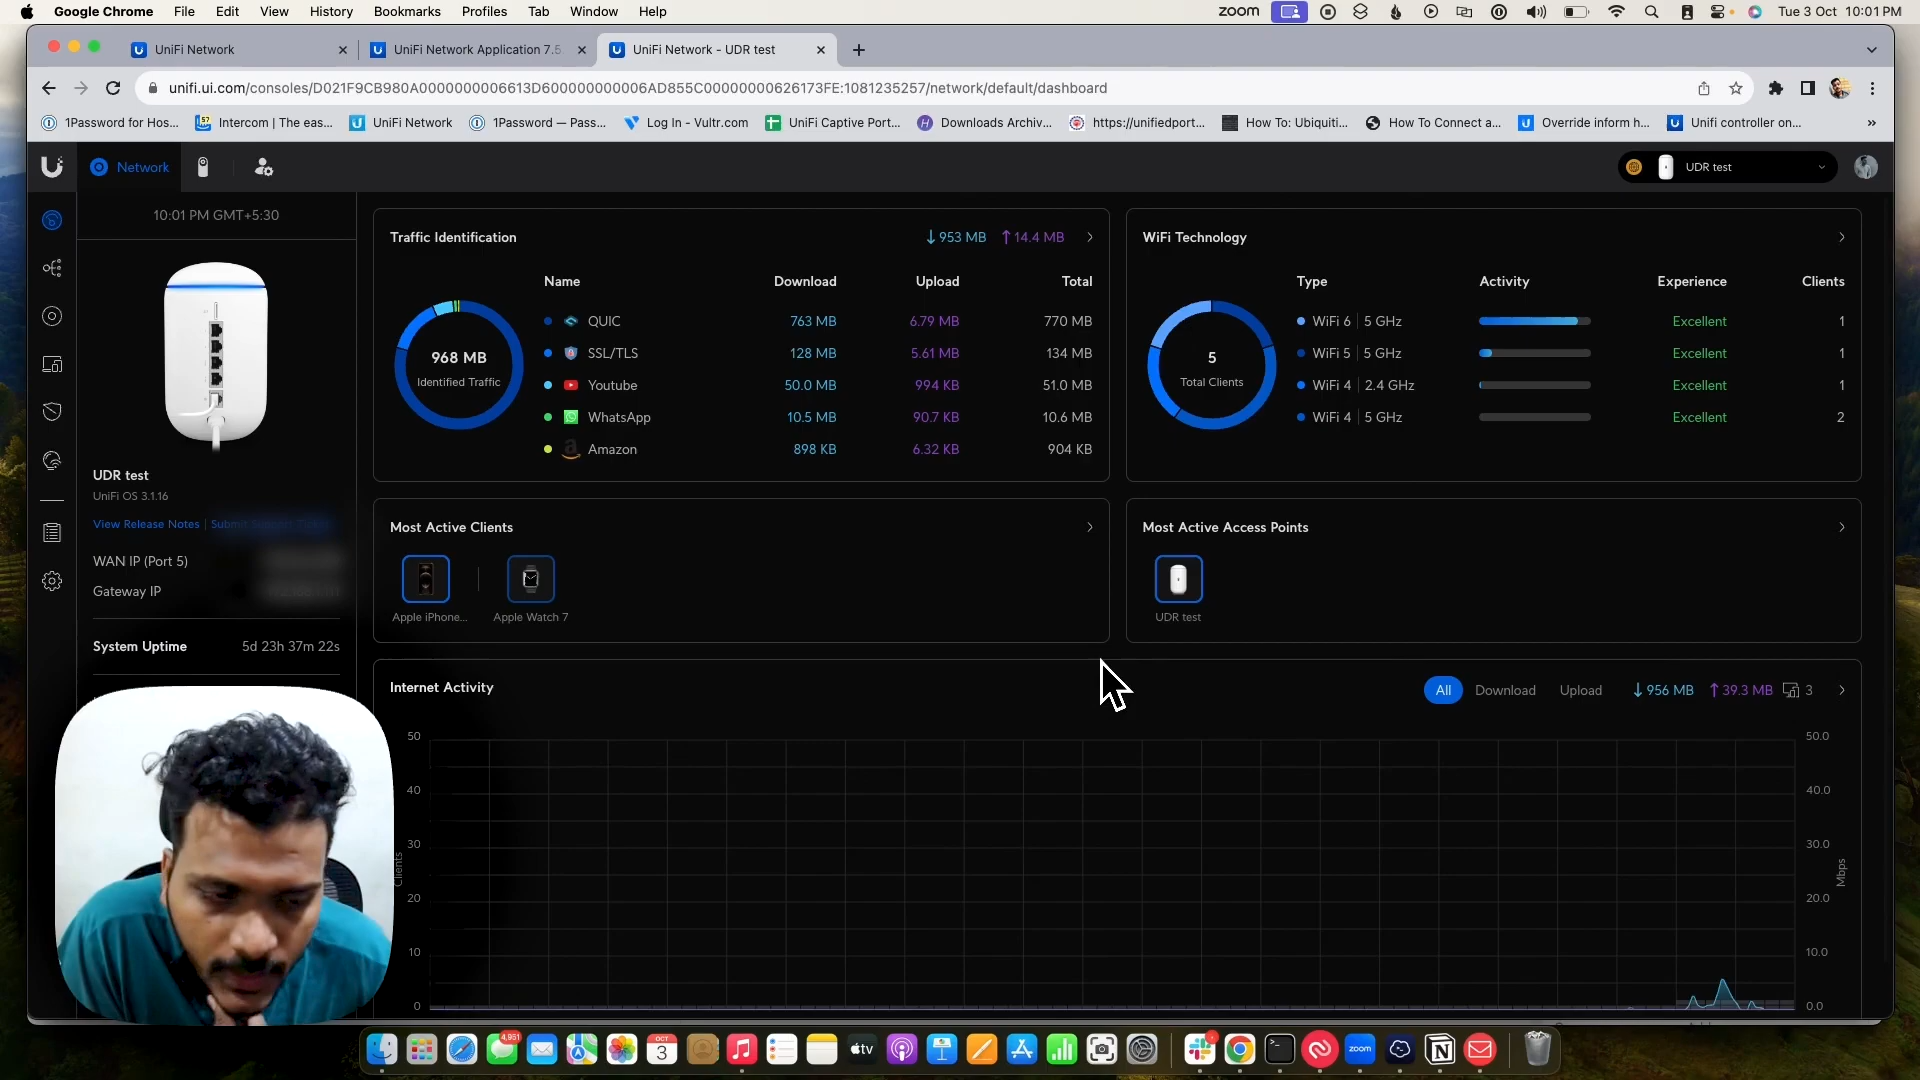 Google Chrome File Edit View History Bookmarks Profiles Tab Window Help zoom Tue 3 Oct 10:01 PM
UniFi Network UniFi Network Application 7.5 UniFi Network - UDR test
unifi.ui.com/consoles/D021F9CB980A0000000006613D600000000006AD855C00000000626173FE:1081235257/network/default/dashboard
1Password for Hos... Intercom | The eas... UniFi Network 1Password — Pass... Log In - Vultr.com UniFi Captive Port... Downloads Archiv... https://unifiedport... How To: Ubiquiti... How To Connect a... Override inform h... Unifi controller on... »
Network UDR test
10:01 PM GMT+5:30
UDR test
UniFi OS 3.1.16
View Release Notes | Submit
WAN IP (Port 5)
Gateway IP
System Uptime 5d 23h 37m 22s
Traffic Identification 953 MB 14.4 MB
Name Download Upload Total
QUIC 763 MB 6.79 MB 770 MB
SSL/TLS 128 MB 5.61 MB 134 MB
Youtube 50.0 MB 994 KB 51.0 MB
WhatsApp 10.5 MB 90.7 KB 10.6 MB
Amazon 898 KB 6.32 KB 904 KB
968 MB
Identified Traffic
WiFi Technology
Type Activity Experience Clients
WiFi 6 | 5 GHz Excellent 1
WiFi 5 | 5 GHz Excellent 1
WiFi 4 | 2.4 GHz Excellent 1
WiFi 4 | 5 GHz Excellent 2
5
Total Clients
Most Active Clients
Apple iPhone... Apple Watch 7
Most Active Access Points
UDR test
Internet Activity All Download Upload 956 MB 39.3 MB 3
50 50.0
40 40.0
30 30.0
Clients Mbps
20 20.0
10 10.0
0 0.0
4,951 OCT 3 tv zoom